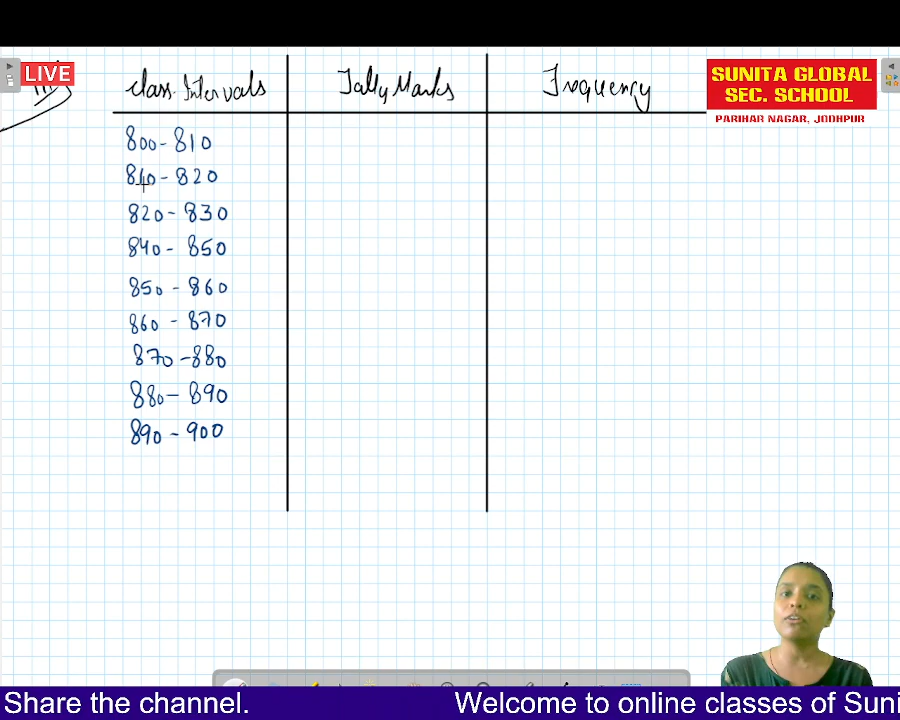 LIVE
iii)
Class Intervals Tally Marks Frequency
SUNITA GLOBAL
SEC. SCHOOL
PARIHAR NAGAR, JODHPUR
800-810
840-820
820-830
840-850
850-860
860-870
870-880
880-890
890-900
Share the channel. Welcome to online classes of Suni